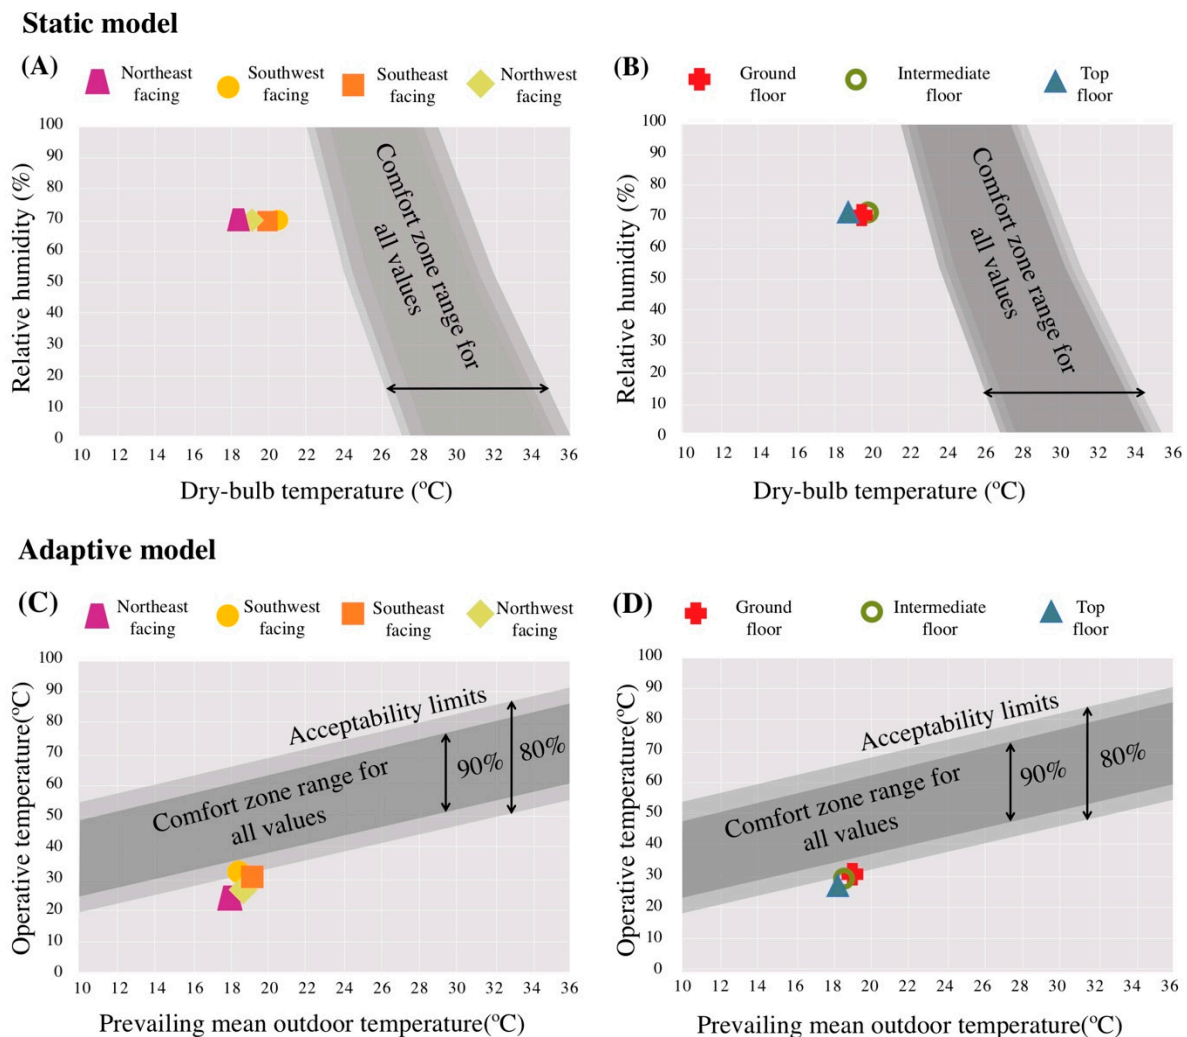 Static model
(A)
Northeast
facing
Southwest
facing
Southeast
facing
Northwest
facing
Relative humidity (%)
100
90
80
70
60
50
40
30
20
10
0
Comfort zone range for
all values
10 12 14 16 18 20 22 24 26 28 30 32 34 36
Dry-bulb temperature (ºC)
(B)
Ground
floor
Intermediate
floor
Top
floor
Relative humidity (%)
100
90
80
70
60
50
40
30
20
10
0
Comfort zone range for
all values
10 12 14 16 18 20 22 24 26 28 30 32 34 36
Dry-bulb temperature (ºC)
Adaptive model
(C)
Northeast
facing
Southwest
facing
Southeast
facing
Northwest
facing
Operative temperature(ºC)
100
90
80
70
60
50
40
30
20
10
0
Acceptability limits
90%
80%
Comfort zone range for
all values
10 12 14 16 18 20 22 24 26 28 30 32 34 36
Prevailing mean outdoor temperature(ºC)
(D)
Ground
floor
Intermediate
floor
Top
floor
Operative temperature(ºC)
100
90
80
70
60
50
40
30
20
10
0
Acceptability limits
90%
80%
Comfort zone range for
all values
10 12 14 16 18 20 22 24 26 28 30 32 34 36
Prevailing mean outdoor temperature(ºC)